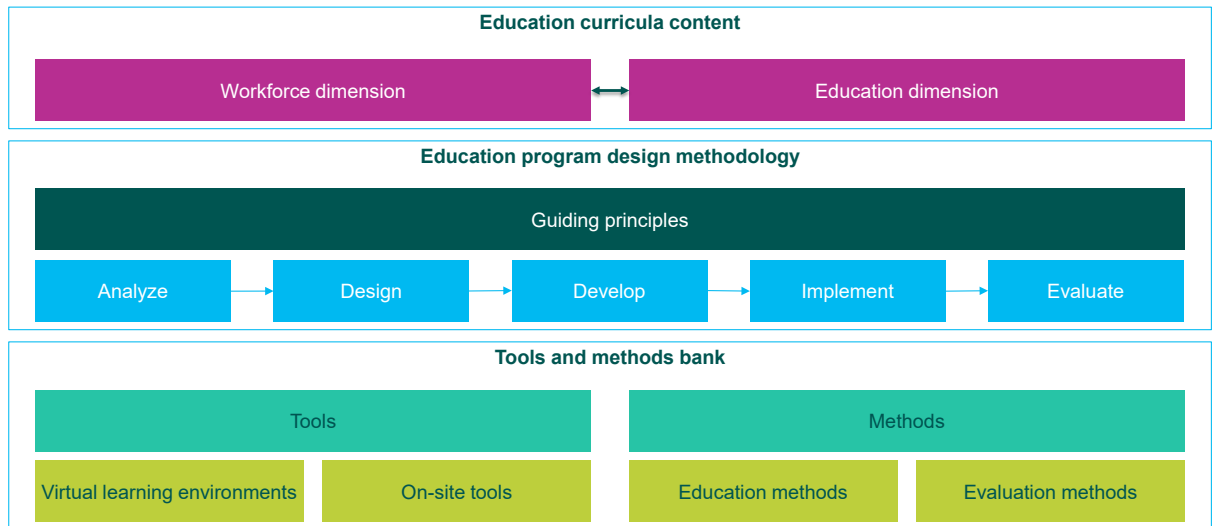 Education curricula content
Workforce dimension
Education dimension
Education program design methodology
Guiding principles
Analyze
Design
Develop
Implement
Evaluate
Tools and methods bank
Tools
Methods
Virtual learning environments
On-site tools
Education methods
Evaluation methods